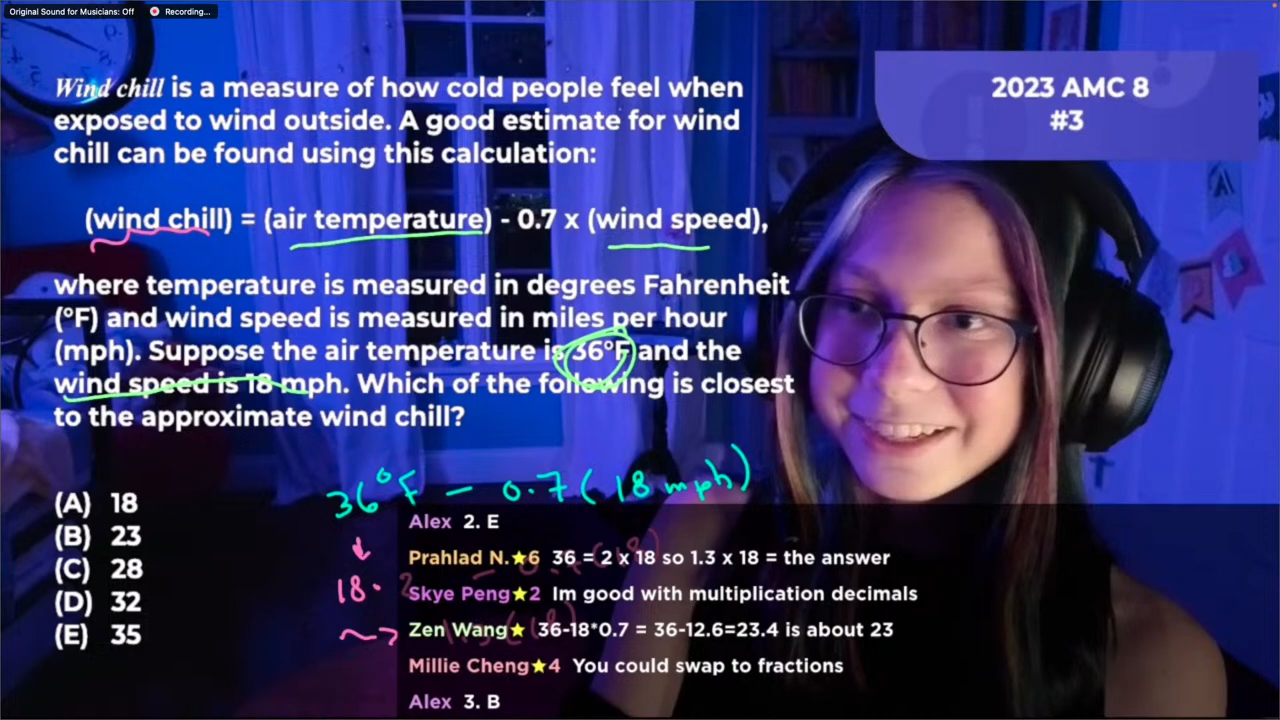 Original Sound for Musicians: Off
Recording...
2023 AMC 8
#3
Wind chill is a measure of how cold people feel when
exposed to wind outside. A good estimate for wind
chill can be found using this calculation:
(wind chill) = (air temperature) - 0.7 x (wind speed),
where temperature is measured in degrees Fahrenheit
(°F) and wind speed is measured in miles per hour
(mph). Suppose the air temperature is 36°F and the
wind speed is 18 mph. Which of the following is closest
to the approximate wind chill?
(A) 18
(B) 23
(C) 28
(D) 32
(E) 35
36°F - 0.7(18 mph)
18·
Alex 2. E
Prahlad N.⭐6 36 = 2 x 18 so 1.3 x 18 = the answer
Skye Peng⭐2 Im good with multiplication decimals
Zen Wang⭐ 36-18*0.7 = 36-12.6=23.4 is about 23
Millie Cheng⭐4 You could swap to fractions
Alex 3. B